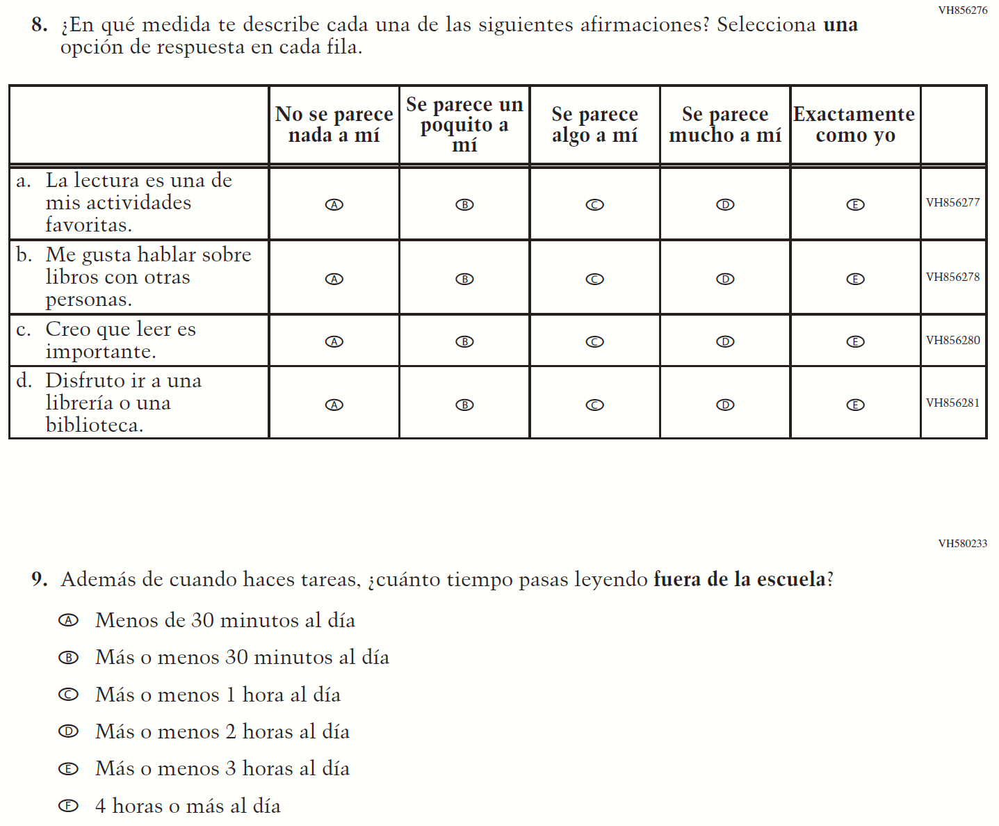 VH856276
8. ¿En qué medida te describe cada una de las siguientes afirmaciones? Selecciona una
opción de respuesta en cada fila.
No se parece
nada a mí
Se parece un
poquito a
mí
Se parece
algo a mí
Se parece
mucho a mí
Exactamente
como yo
a. La lectura es una de
mis actividades
favoritas.
A B C D E VH856277
b. Me gusta hablar sobre
libros con otras
personas.
A B C D E VH856278
c. Creo que leer es
importante.
A B C D E VH856280
d. Disfruto ir a una
librería o una
biblioteca.
A B C D E VH856281
VH580233
9. Además de cuando haces tareas, ¿cuánto tiempo pasas leyendo fuera de la escuela?
A Menos de 30 minutos al día
B Más o menos 30 minutos al día
C Más o menos 1 hora al día
D Más o menos 2 horas al día
E Más o menos 3 horas al día
F 4 horas o más al día